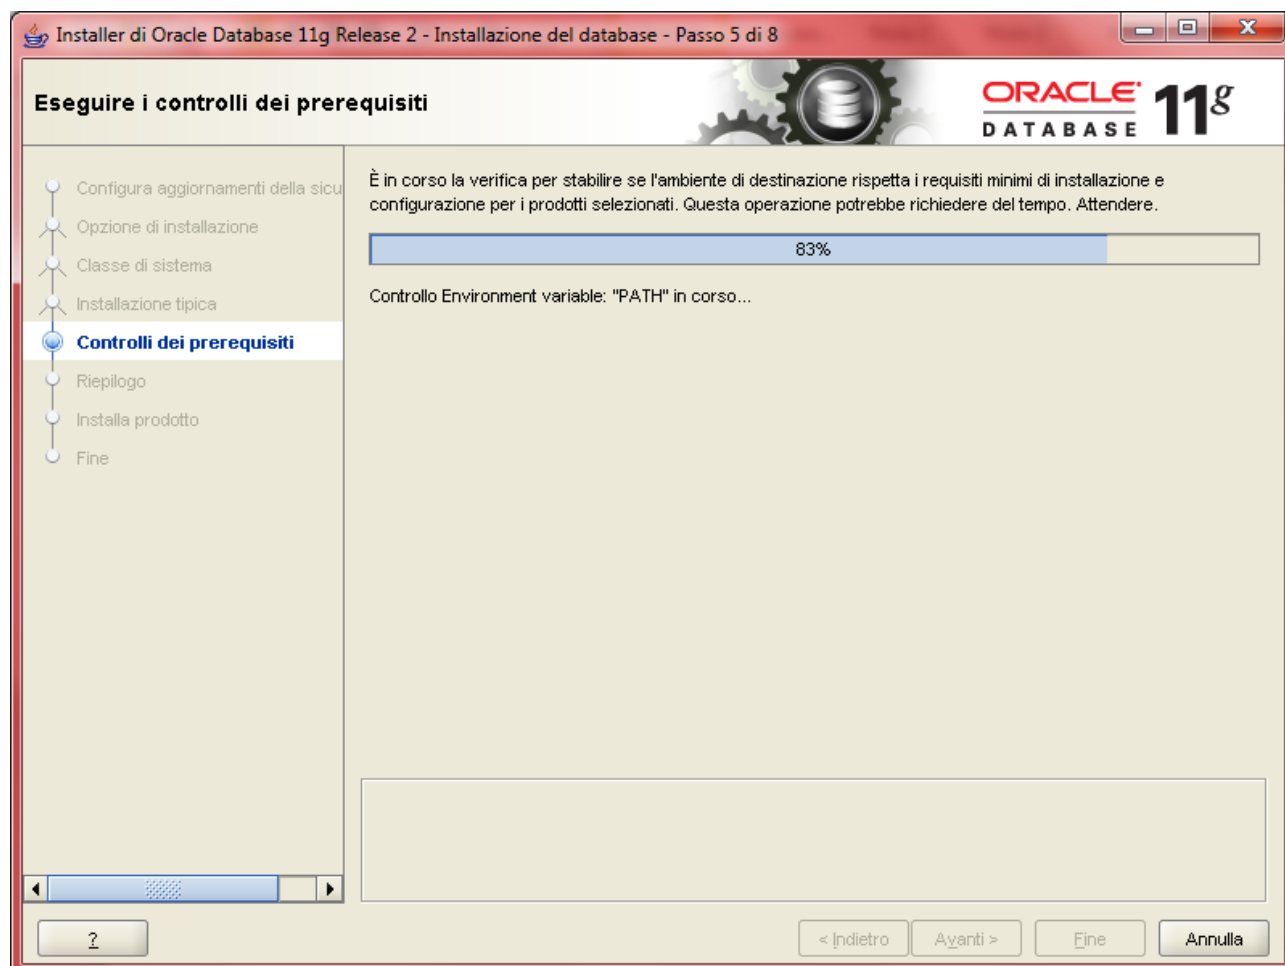 Installer di Oracle Database 11g Release 2 - Installazione del database - Passo 5 di 8
Eseguire i controlli dei prerequisiti
ORACLE
DATABASE
11g
Configura aggiornamenti della sicu
Opzione di installazione
Classe di sistema
Installazione tipica
Controlli dei prerequisiti
Riepilogo
Installa prodotto
Fine
È in corso la verifica per stabilire se l'ambiente di destinazione rispetta i requisiti minimi di installazione e
configurazione per i prodotti selezionati. Questa operazione potrebbe richiedere del tempo. Attendere.
83%
Controllo Environment variable: "PATH" in corso...
?
< Indietro
Avanti >
Fine
Annulla